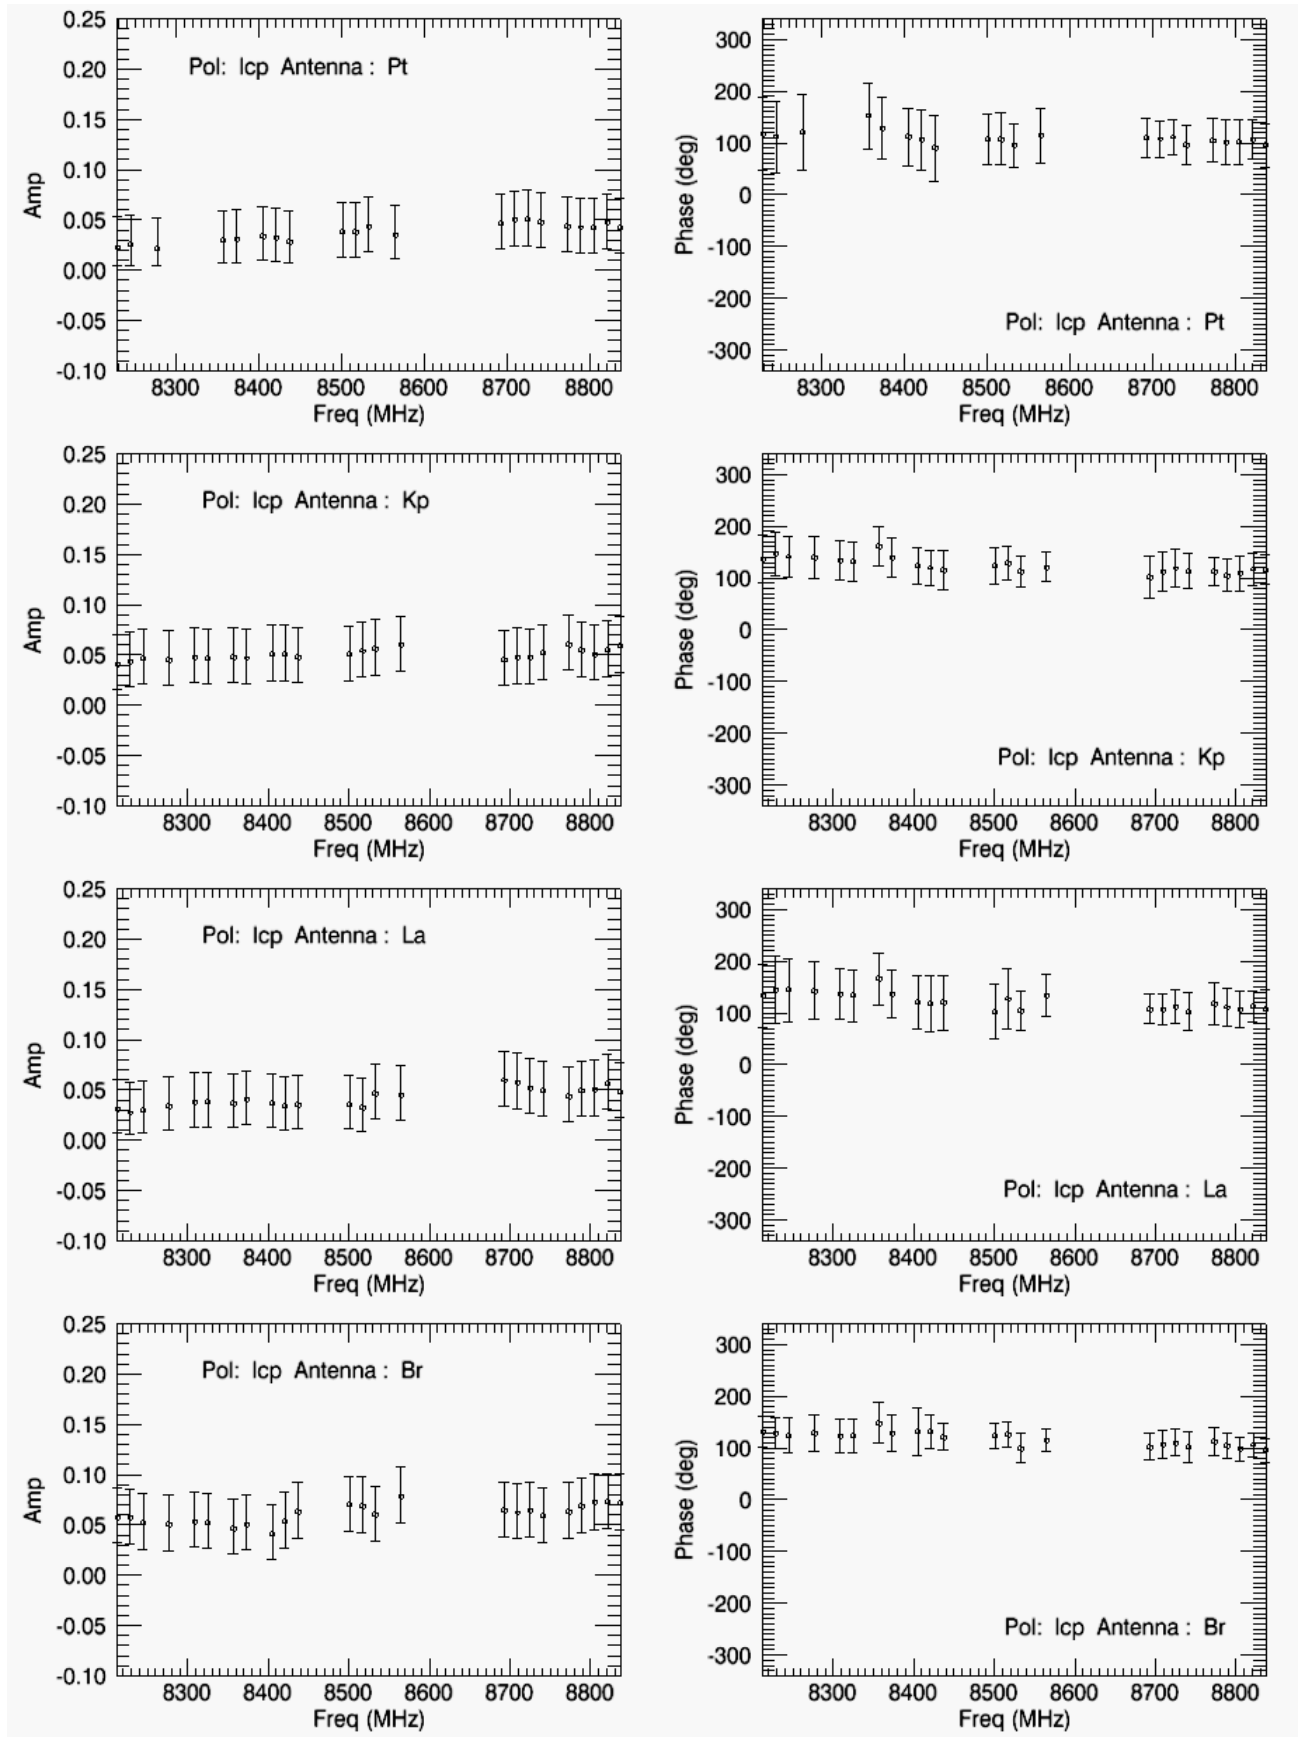 0.25
0.20
0.15
0.10
0.05
0.00
-0.05
-0.10
Amp
Pol: lcp Antenna : Pt
8300 8400 8500 8600 8700 8800
Freq (MHz)
300
200
100
0
-100
-200
-300
Phase (deg)
Pol: lcp Antenna : Pt
8300 8400 8500 8600 8700 8800
Freq (MHz)
0.25
0.20
0.15
0.10
0.05
0.00
-0.05
-0.10
Amp
Pol: lcp Antenna : Kp
8300 8400 8500 8600 8700 8800
Freq (MHz)
300
200
100
0
-100
-200
-300
Phase (deg)
Pol: lcp Antenna : Kp
8300 8400 8500 8600 8700 8800
Freq (MHz)
0.25
0.20
0.15
0.10
0.05
0.00
-0.05
-0.10
Amp
Pol: lcp Antenna : La
8300 8400 8500 8600 8700 8800
Freq (MHz)
300
200
100
0
-100
-200
-300
Phase (deg)
Pol: lcp Antenna : La
8300 8400 8500 8600 8700 8800
Freq (MHz)
0.25
0.20
0.15
0.10
0.05
0.00
-0.05
-0.10
Amp
Pol: lcp Antenna : Br
8300 8400 8500 8600 8700 8800
Freq (MHz)
300
200
100
0
-100
-200
-300
Phase (deg)
Pol: lcp Antenna : Br
8300 8400 8500 8600 8700 8800
Freq (MHz)